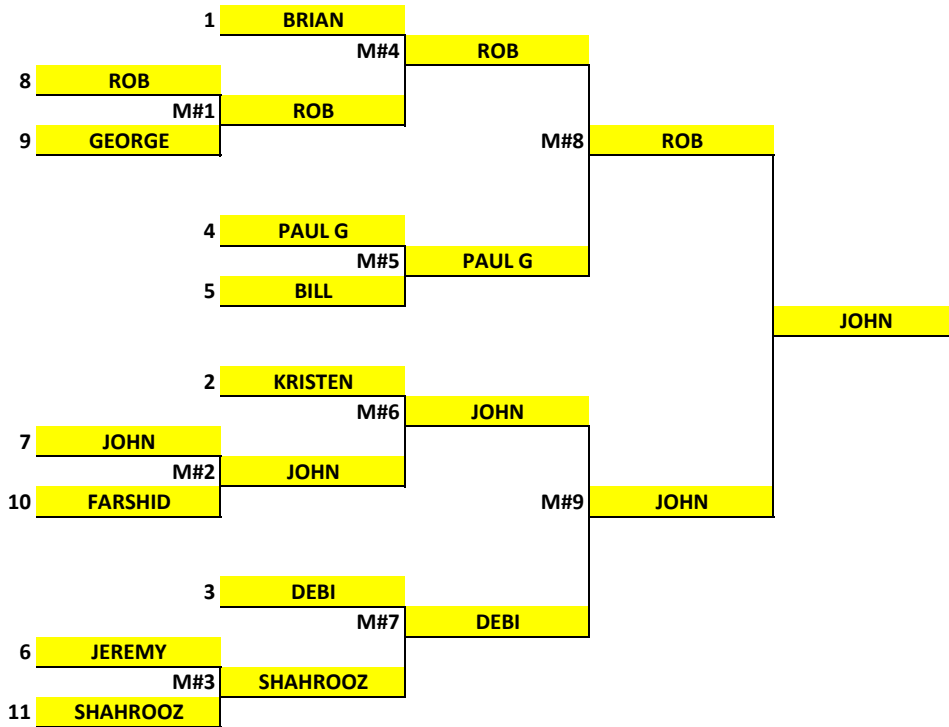 1 BRIAN
M#4 ROB
8 ROB
M#1 ROB
9 GEORGE M#8 ROB
4 PAUL G
M#5 PAUL G
5 BILL
JOHN
2 KRISTEN
M#6 JOHN
7 JOHN
M#2 JOHN
10 FARSHID M#9 JOHN
3 DEBI
M#7 DEBI
6 JEREMY
M#3 SHAHROOZ
11 SHAHROOZ